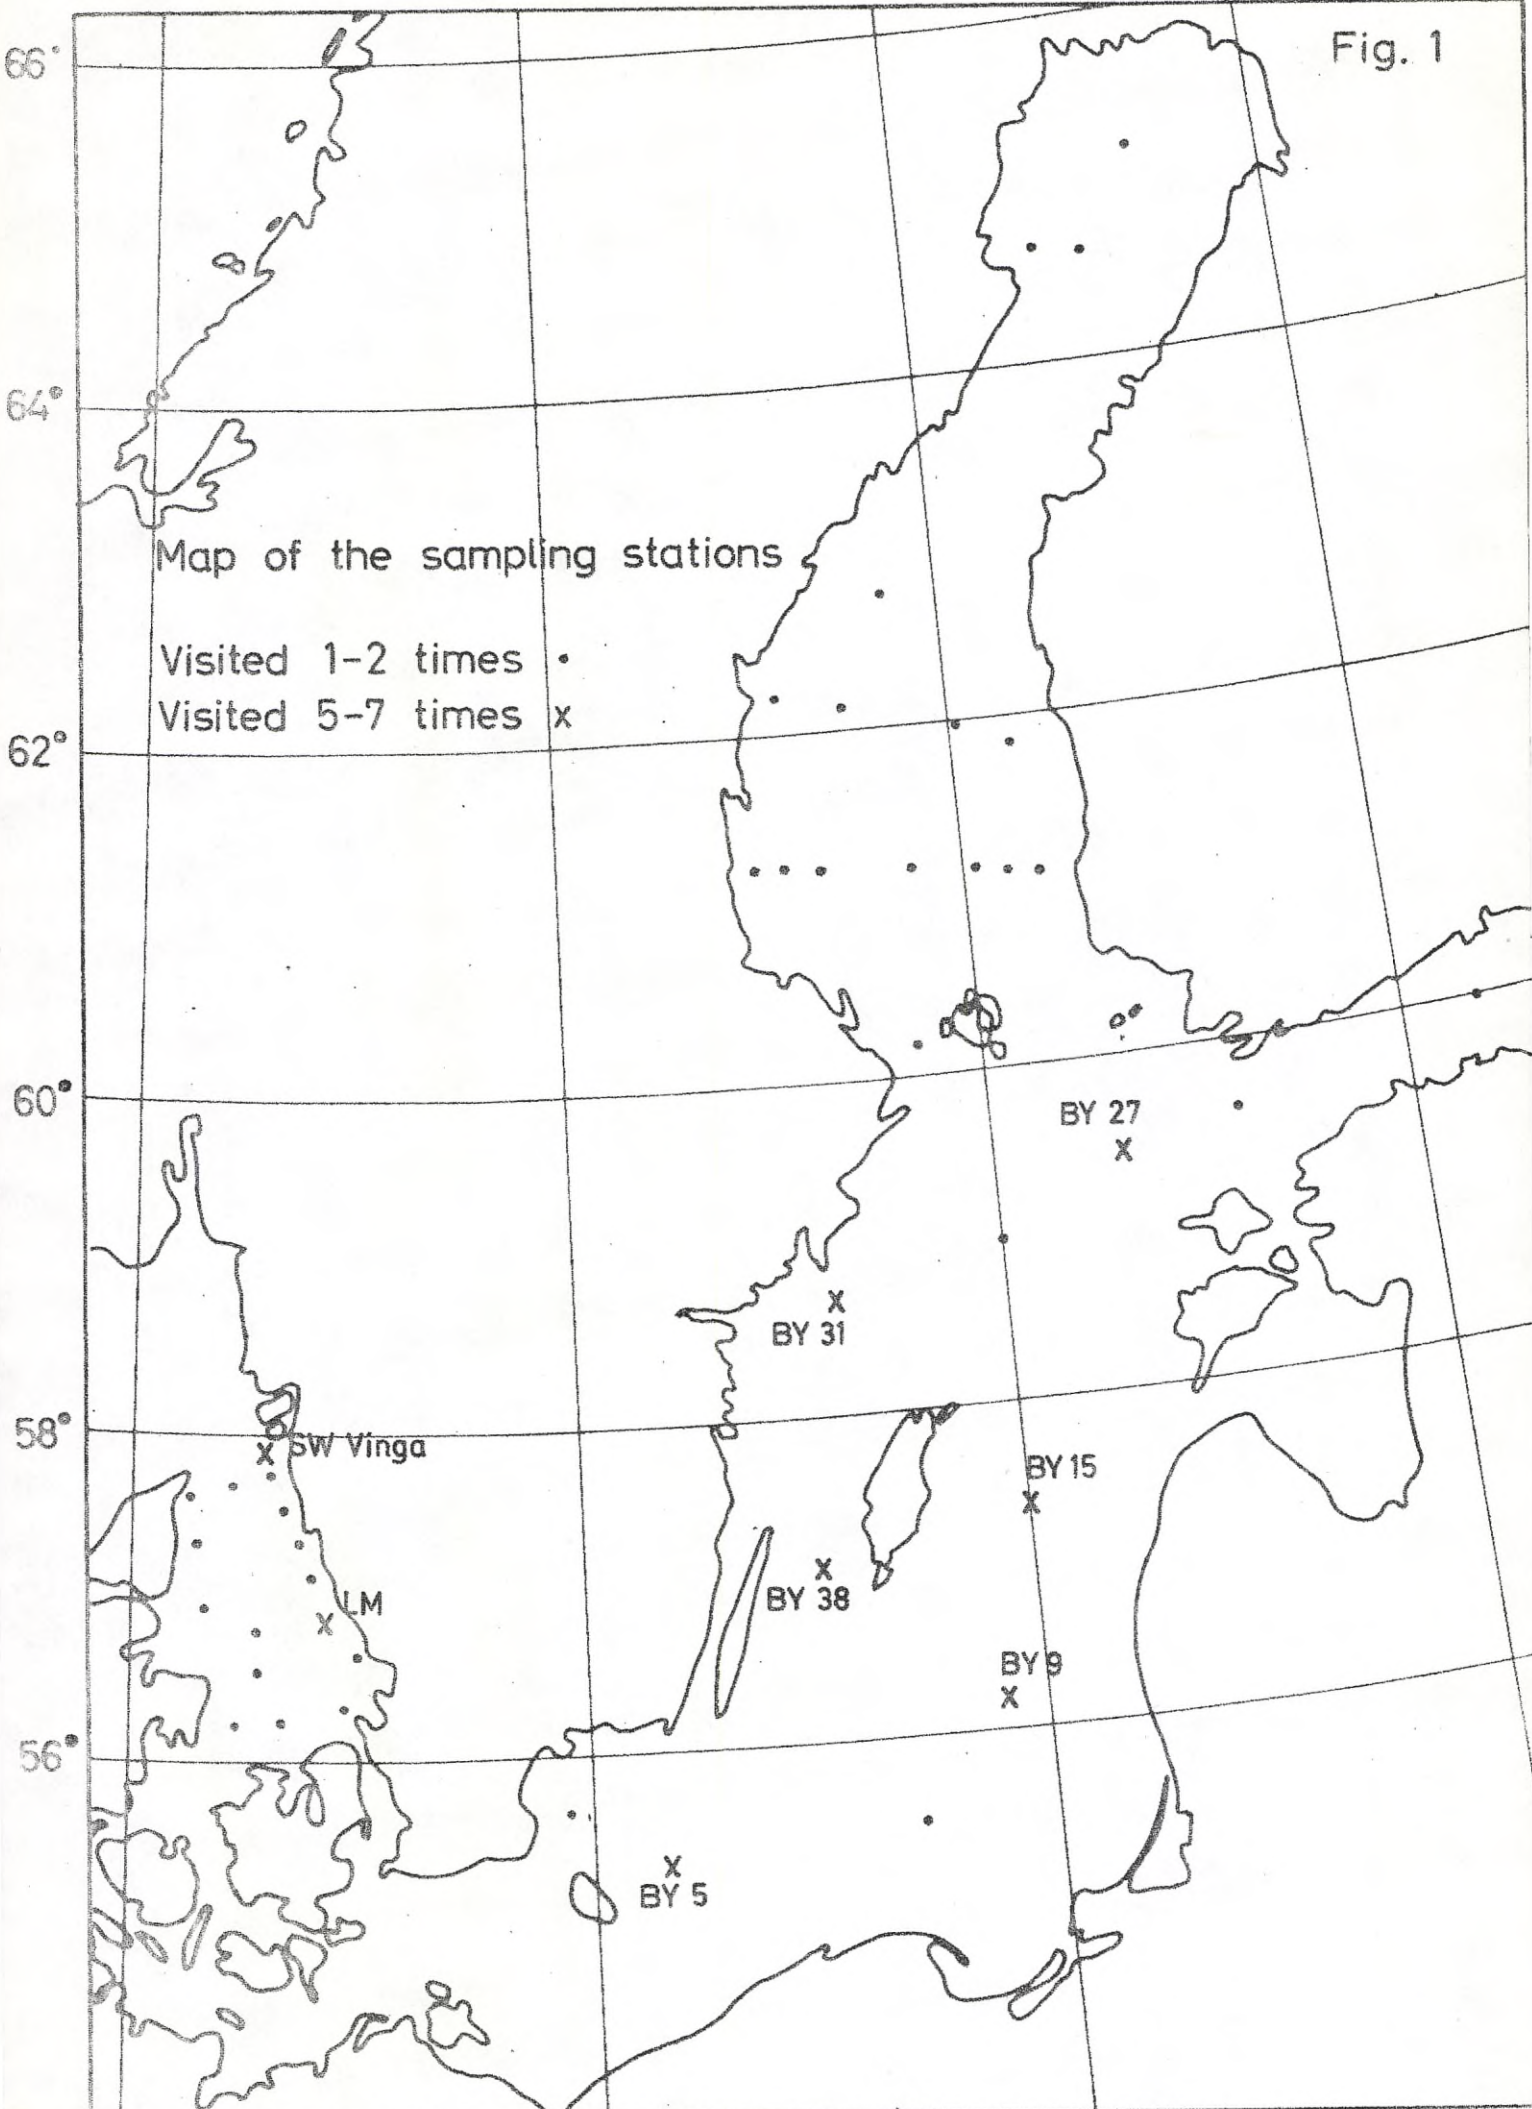 Fig. 1
66°
64°
Map of the sampling stations
Visited 1-2 times •
Visited 5-7 times x
62°
60°
BY 27
BY 31
58°
SW Vinga
BY 15
BY 38
LM
BY 9
56°
BY 5